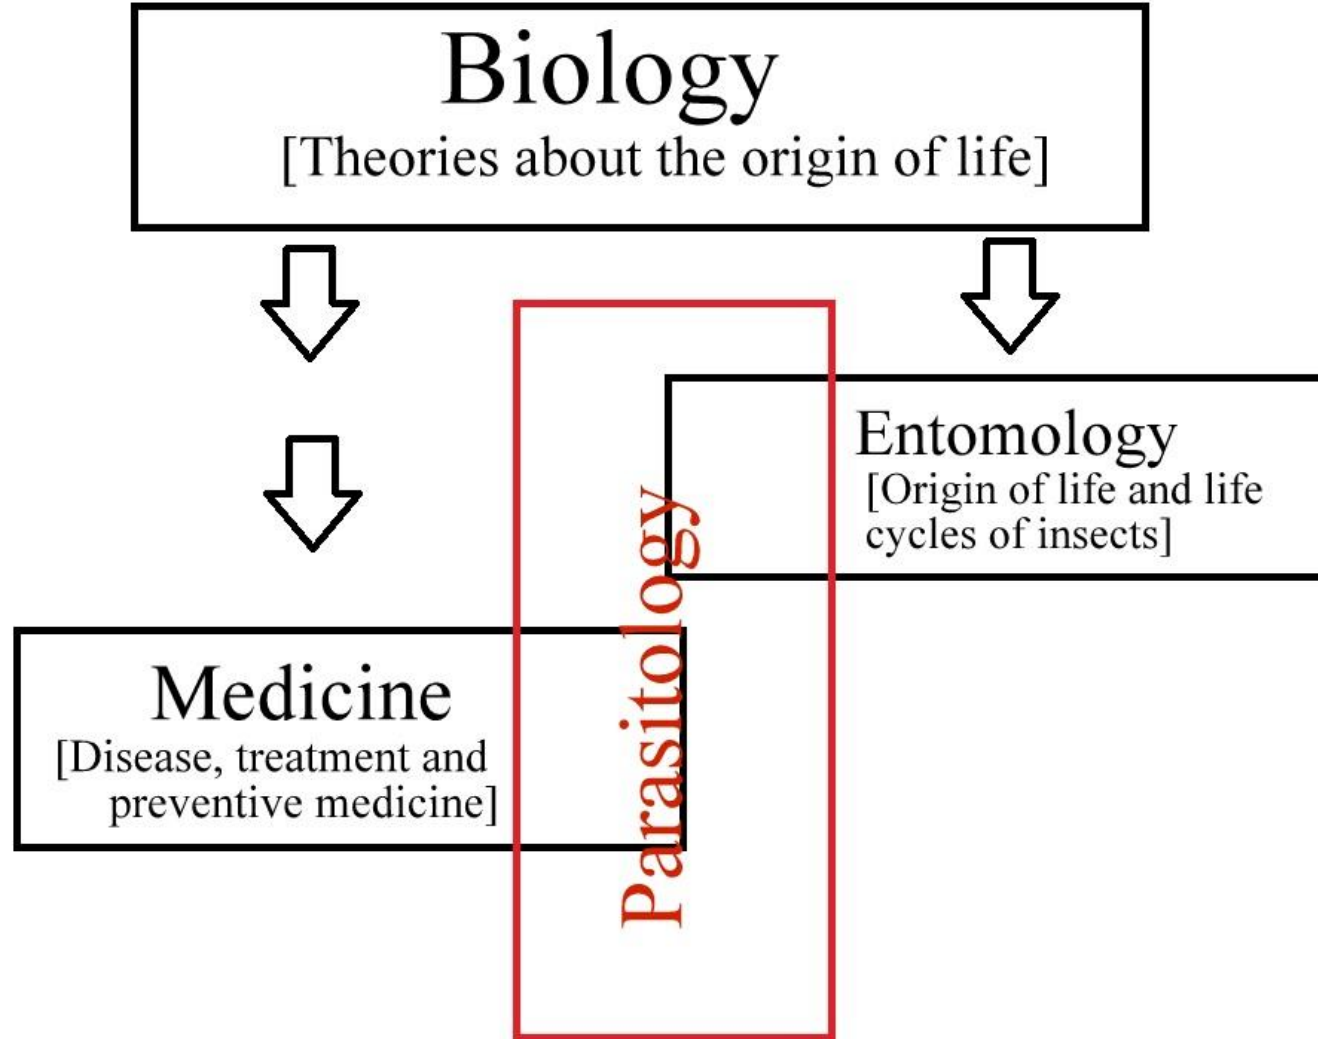 Biology
[Theories about the origin of life]
Entomology
[Origin of life and life
cycles of insects]
Parasitology
Medicine
[Disease, treatment and
preventive medicine]